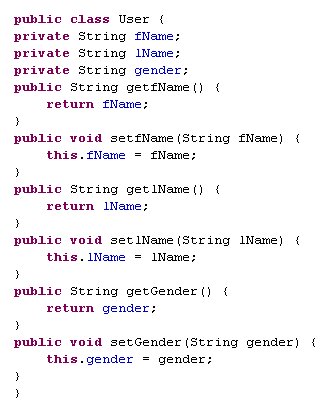 public class User {
private String fName;
private String lName;
private String gender;
public String getfName() {
    return fName;
}
public void setfName(String fName) {
    this.fName = fName;
}
public String getlName() {
    return lName;
}
public void setlName(String lName) {
    this.lName = lName;
}
public String getGender() {
    return gender;
}
public void setGender(String gender) {
    this.gender = gender;
}
}